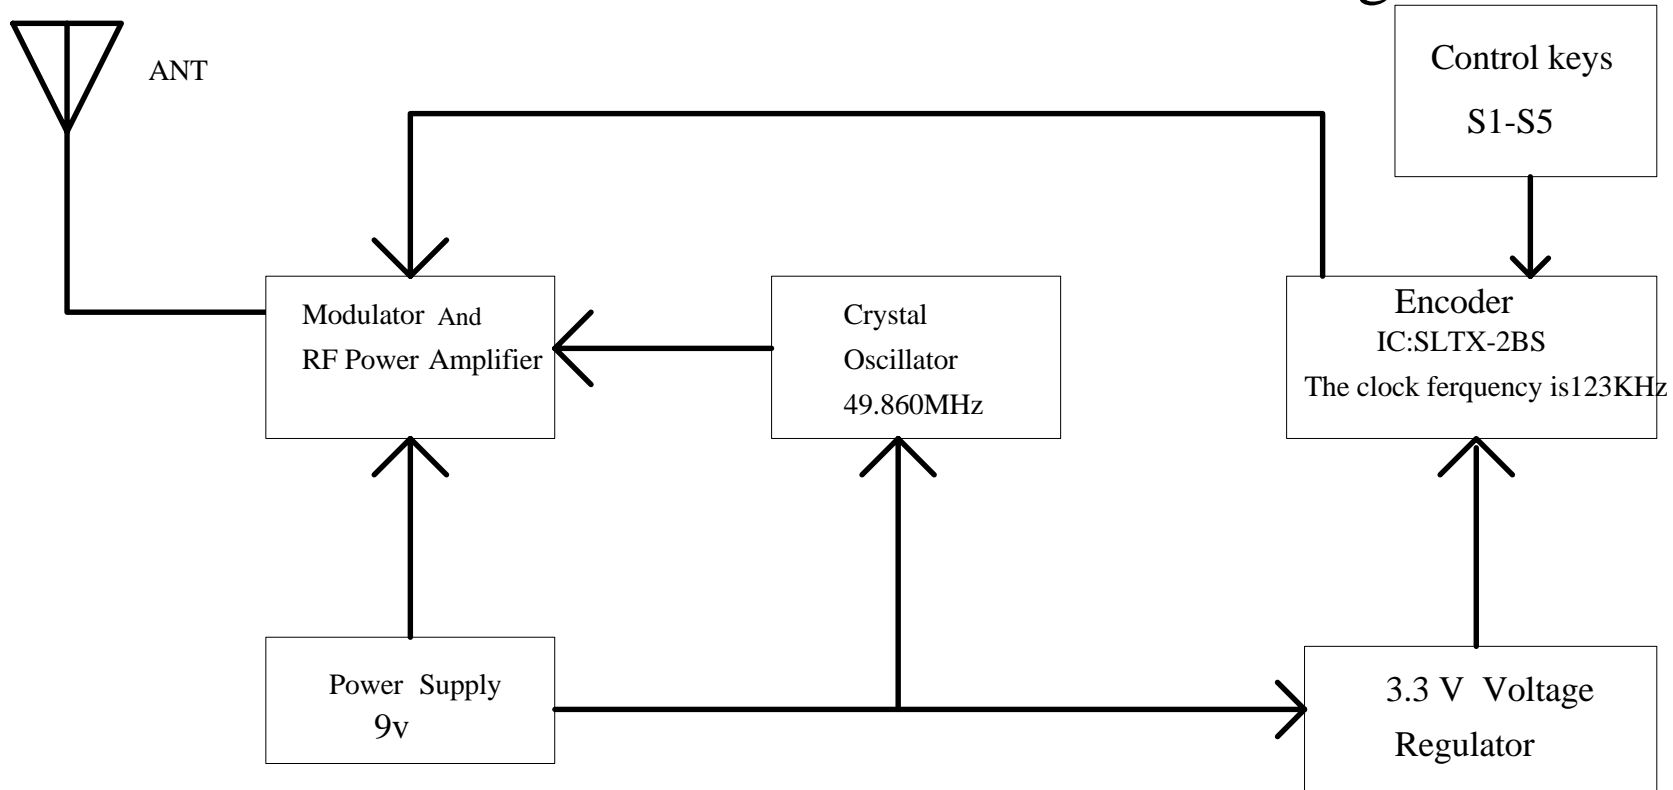 ANT
Control keys
S1-S5
Modulator And
RF Power Amplifier
Crystal
Oscillator
49.860MHz
Encoder
IC:SLTX-2BS
The clock ferquency is123KHz
Power Supply
9v
3.3 V Voltage
Regulator